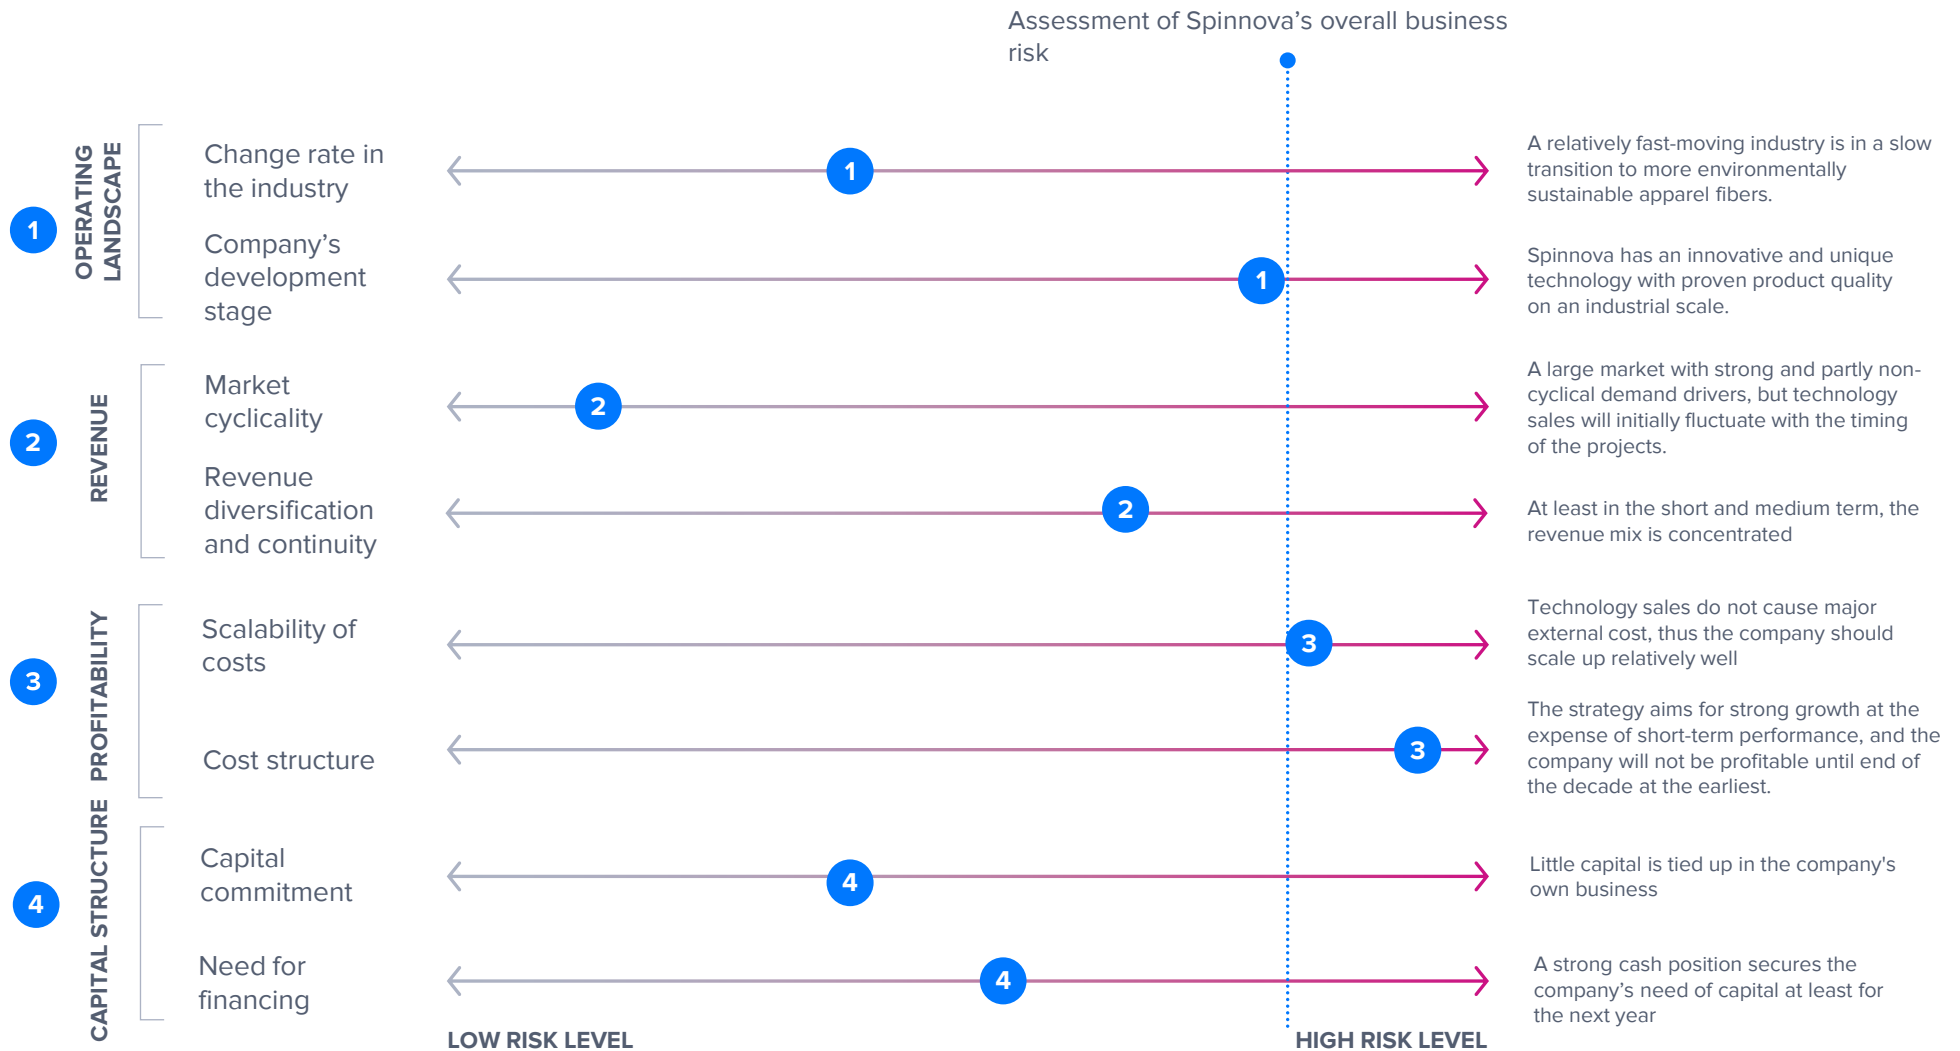 Assessment of Spinnova’s overall business
risk
1
OPERATING
LANDSCAPE
Change rate in
the industry
1
A relatively fast-moving industry is in a slow
transition to more environmentally
sustainable apparel fibers.
Company’s
development
stage
1
Spinnova has an innovative and unique
technology with proven product quality
on an industrial scale.
2
REVENUE
Market
cyclicality
2
A large market with strong and partly non-
cyclical demand drivers, but technology
sales will initially fluctuate with the timing
of the projects.
Revenue
diversification
and continuity
2
At least in the short and medium term, the
revenue mix is concentrated
3
PROFITABILITY
Scalability of
costs
3
Technology sales do not cause major
external cost, thus the company should
scale up relatively well
Cost structure
3
The strategy aims for strong growth at the
expense of short-term performance, and the
company will not be profitable until end of
the decade at the earliest.
4
CAPITAL STRUCTURE
Capital
commitment
4
Little capital is tied up in the company's
own business
Need for
financing
4
A strong cash position secures the
company’s need of capital at least for
the next year
LOW RISK LEVEL
HIGH RISK LEVEL